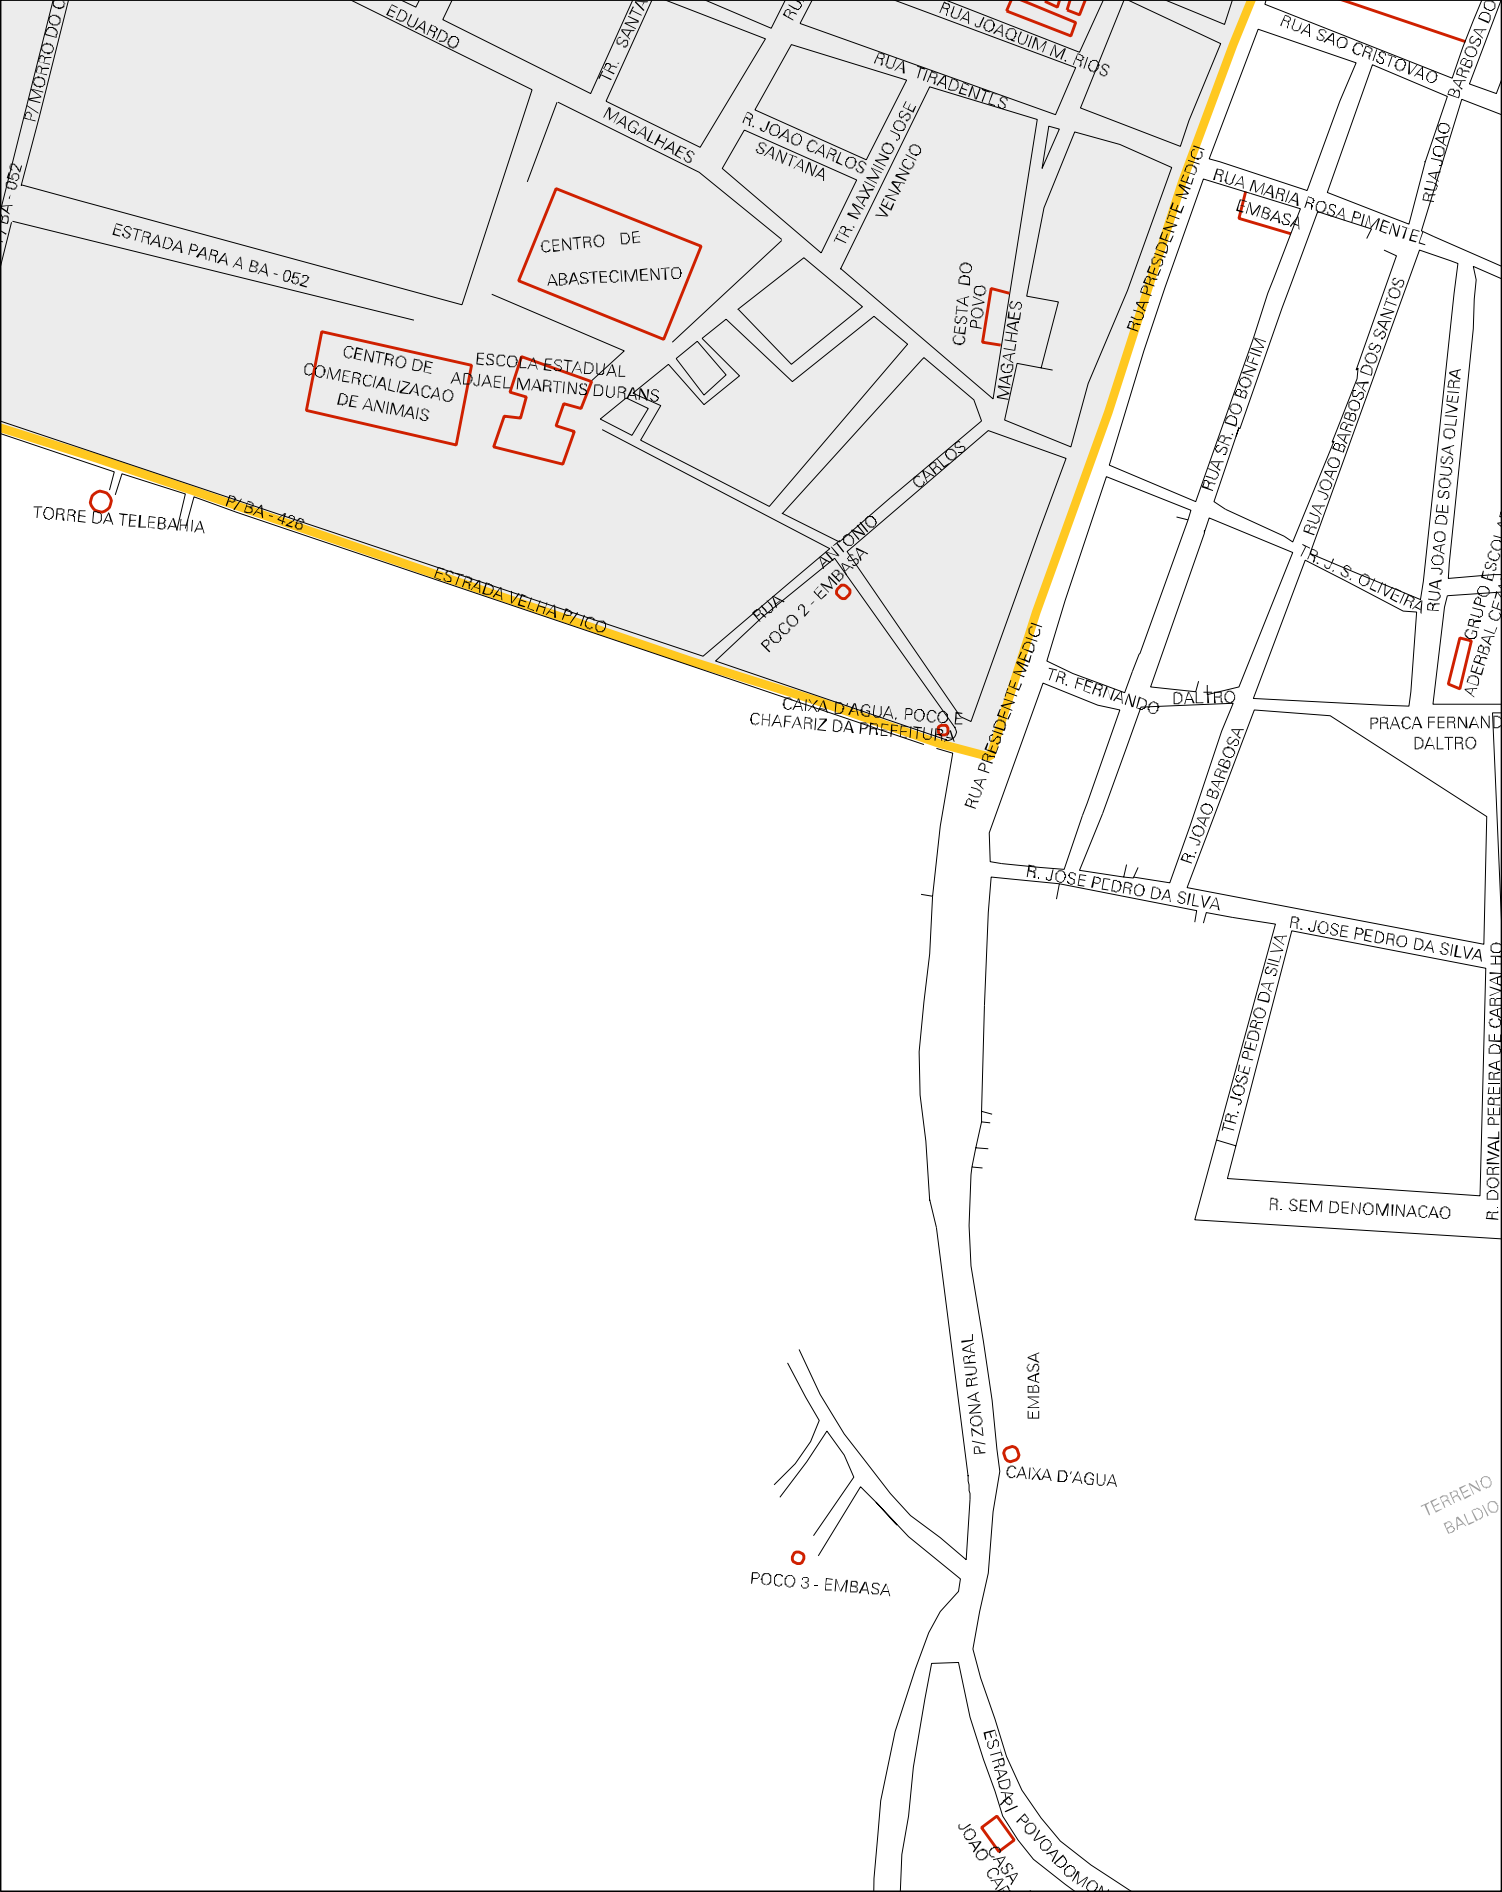 P/ MORRO DO
EDUARDO
TR. SANTA
RUA JOAQUIM M. RIOS
RUA SAO CRISTOVAO
BARBOSA DO
RUA TIRADENTLS
MAGALHAES
R. JOAO CARLOS
SANTANA
TR. MAXIMINO JOSE
VENANCIO
RUA JOAO
BA - 052
RUA MARIA ROSA PIMENTEL
EMBASA
RUA PRESIDENTE MEDICI
ESTRADA PARA A BA - 052
CENTRO DE
ABASTECIMENTO
CESTA DO
POVO
MAGALHAES
CENTRO DE
COMERCIALIZACAO
DE ANIMAIS
ESCOLA ESTADUAL
ADJAEL MARTINS DURANS
RUA SR. DO BONFIM
RUA JOAO BARBOSA DOS SANTOS
RUA JOAO DE SOUSA OLIVEIRA
TORRE DA TELEBAHIA
P/ BA - 426
ESTRADA VELHA P/ ICO
RUA
ANTONIO
CARLOS
POCO 2 - EMBASA
TR. J. S. OLIVEIRA
GRUPO ESCOL
ADERBAL
CAIXA D'AGUA, POCO E
CHAFARIZ DA PREFEITURA
RUA PRESIDENTE MEDICI
TR. FERNANDO
DALTRO
PRACA FERNAND
DALTRO
R. JOAO BARBOSA
R. JOSE PEDRO DA SILVA
R. JOSE PEDRO DA SILVA
TR. JOSE PEDRO DA SILVA
R. DORIVAL PEREIRA DE CARVALHO
R. SEM DENOMINACAO
P/ ZONA RURAL
EMBASA
CAIXA D'AGUA
TERRENO
BALDIO
POCO 3 - EMBASA
ESTRADA P/ POVOADO
CASA
JOAO